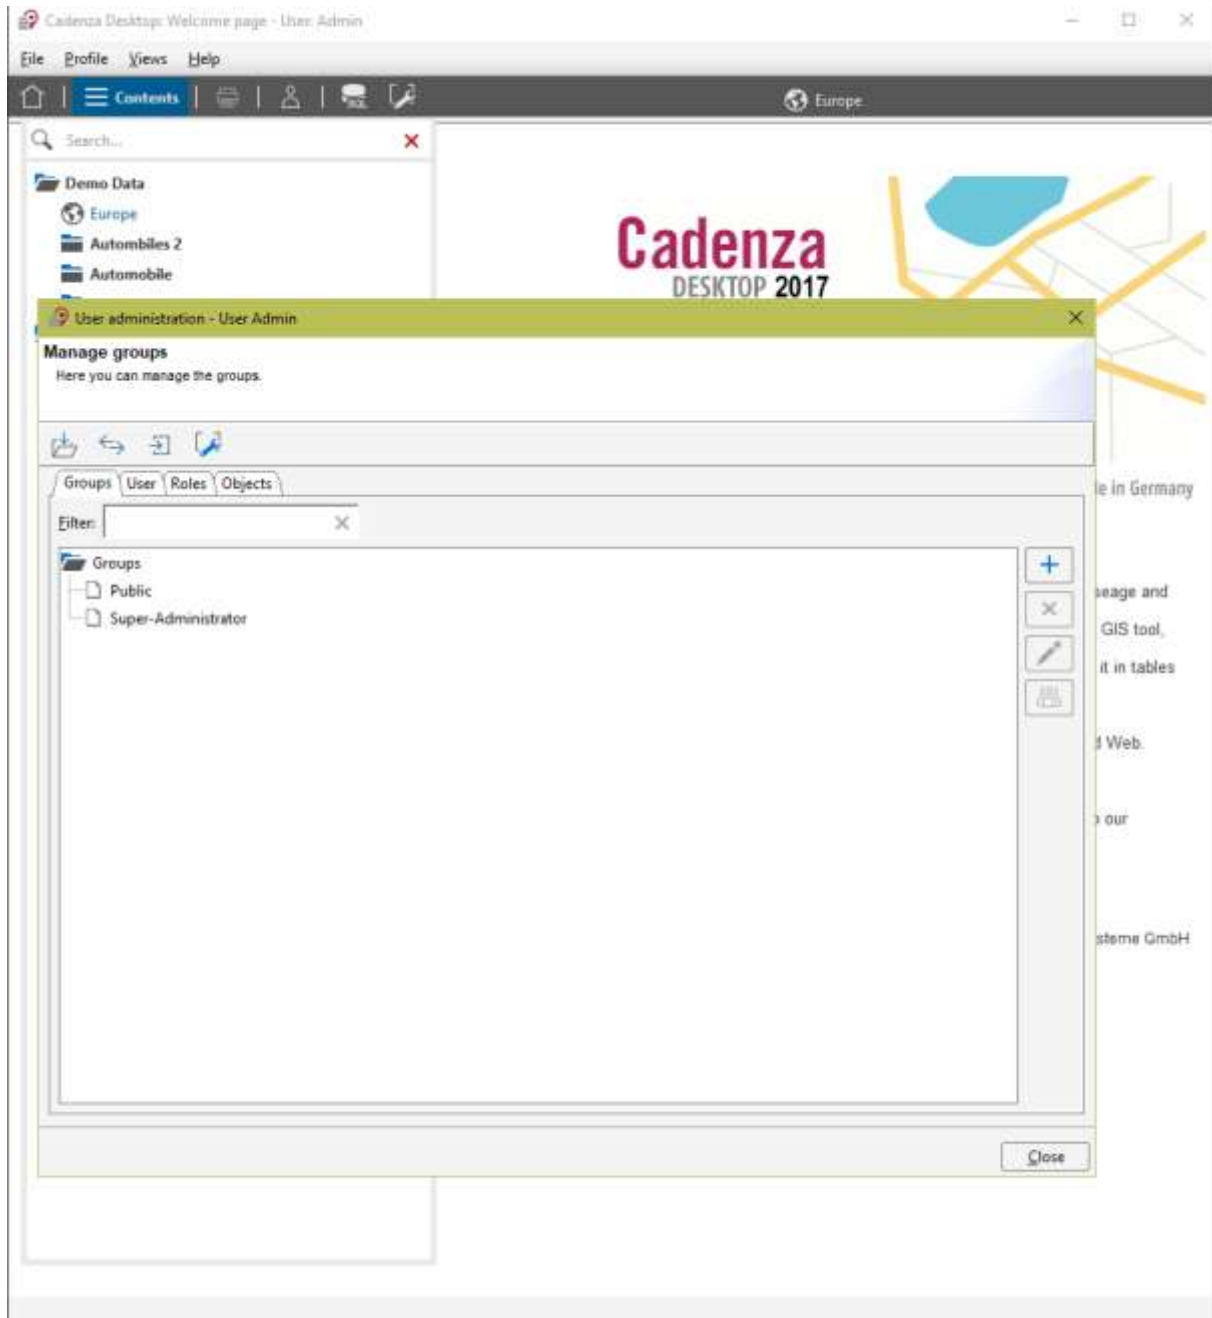 Cadenza Desktop: Welcome page - User: Admin
File Profile Views Help
Contents
Europe
Search...
Demo Data
Europe
Autombiles 2
Automobile
Cadenza
DESKTOP 2017
User administration - User Admin
Manage groups
Here you can manage the groups.
Groups User Roles Objects
e in Germany
Filter:
Groups
Public
Super-Administrator
eage and
GIS tool,
it in tables
d Web.
o our
steme GmbH
Close